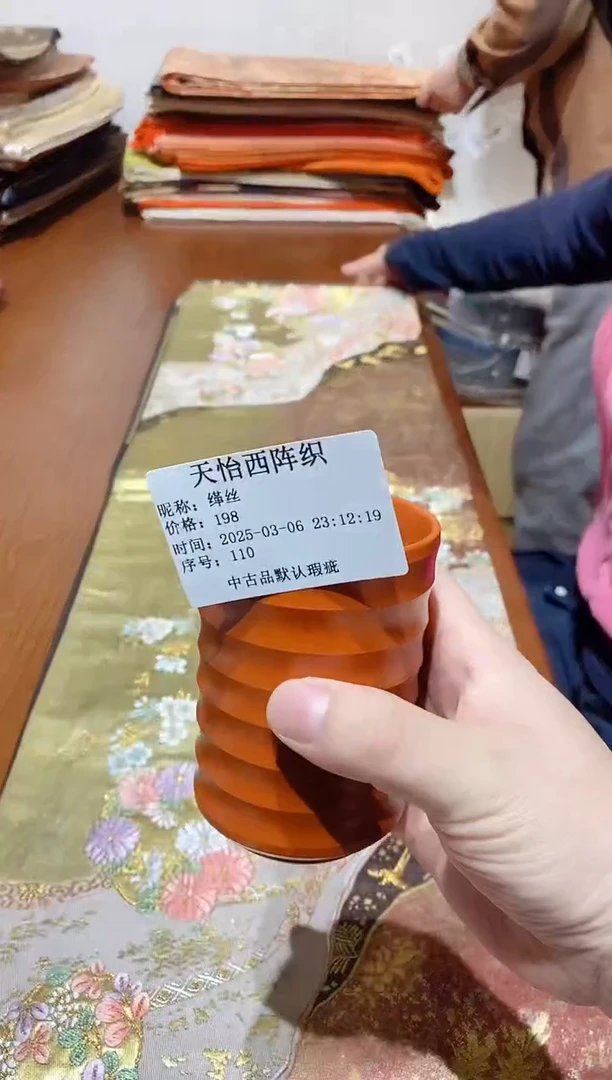 天怡西阵织
昵称：缂丝
价格：198
时间：2025-03-06 23:12:19
序号：110
中古品默认瑕疵